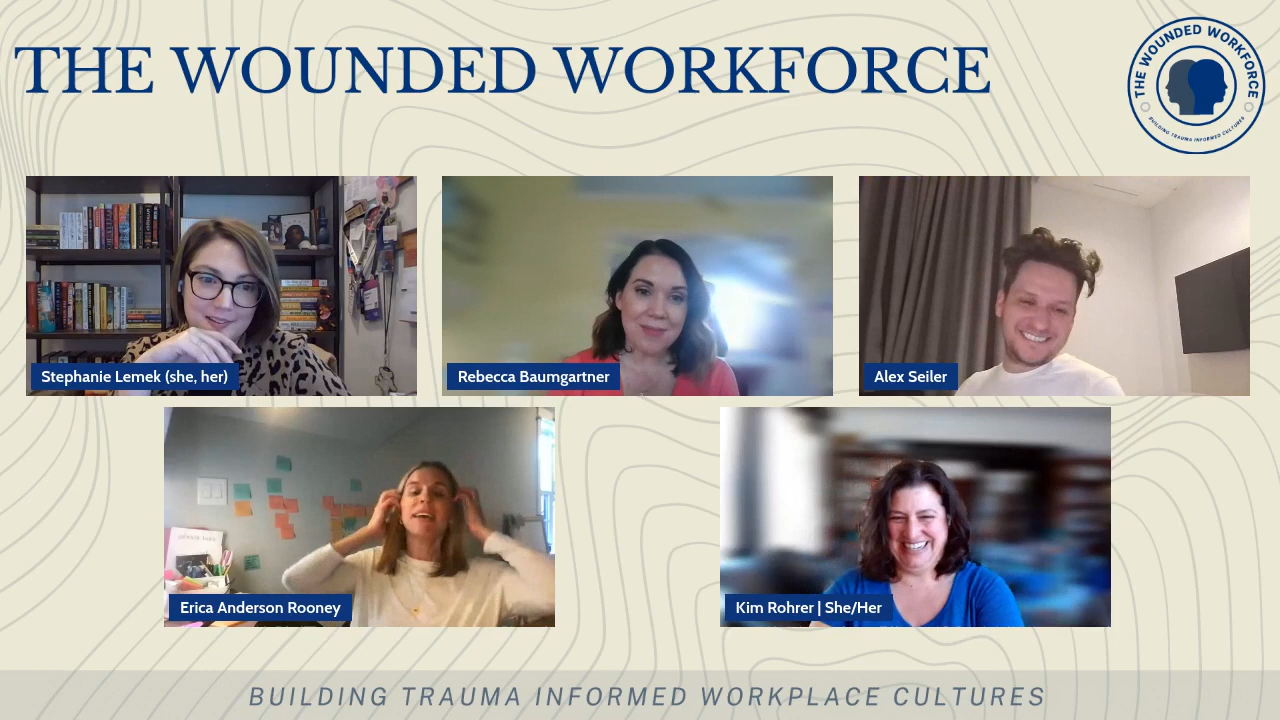 THE WOUNDED WORKFORCE
THE WOUNDED WORKFORCE
BUILDING TRAUMA INFORMED CULTURES
Stephanie Lemek (she, her)
Rebecca Baumgartner
Alex Seiler
Erica Anderson Rooney
Kim Rohrer | She/Her
BUILDING TRAUMA INFORMED WORKPLACE CULTURES